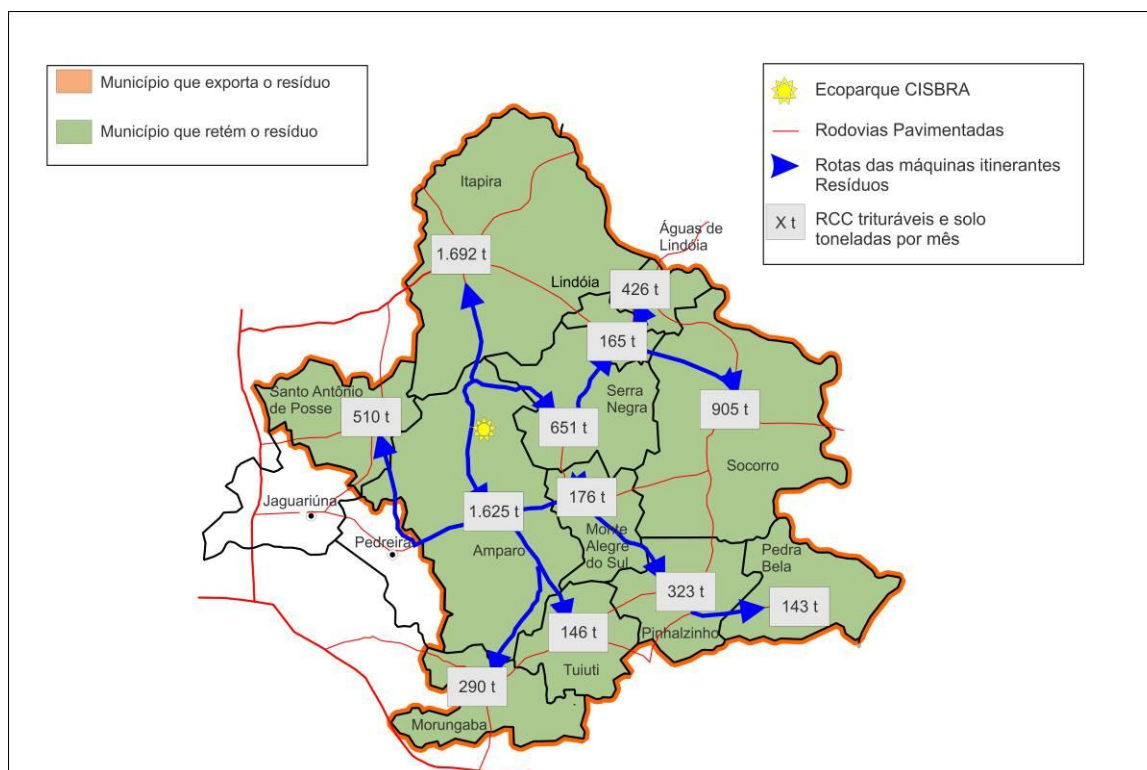 Município que exporta o resíduo
Município que retém o resíduo
Ecoparque CISBRA
Rodovias Pavimentadas
Rotas das máquinas itinerantes
Resíduos
X t
RCC trituráveis e solo
toneladas por mês
Itapira
Águas de
Lindóia
1.692 t
Lindóia
426 t
165 t
Santo Antônio
de Posse
510 t
Serra
Negra
651 t
905 t
Socorro
Jaguariúna
176 t
1.625 t
Pedreira
Amparo
Monte
Alegre
do Sul
Pedra
Bela
323 t
143 t
146 t
Pinhalzinho
Tuiuti
290 t
Morungaba